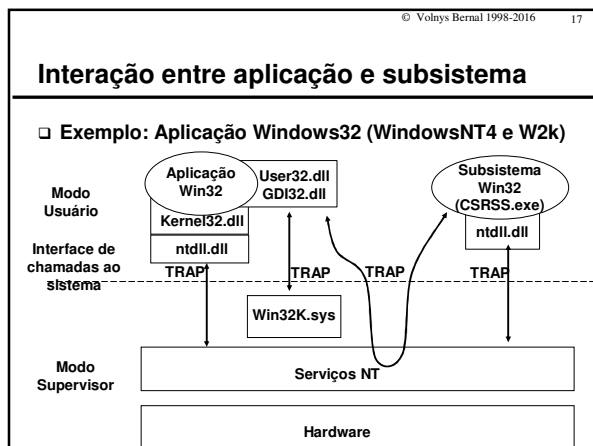 © Volnys Bernal 1998-2016 17
Interação entre aplicação e subsistema
❑ Exemplo: Aplicação Windows32 (WindowsNT4 e W2k)
Modo
Usuário
Aplicação
Win32
User32.dll
GDI32.dll
Kernel32.dll
ntdll.dll
Subsistema
Win32
(CSRSS.exe)
ntdll.dll
Interface de
chamadas ao
sistema
TRAP
TRAP
TRAP
TRAP
Win32K.sys
Modo
Supervisor
Serviços NT
Hardware